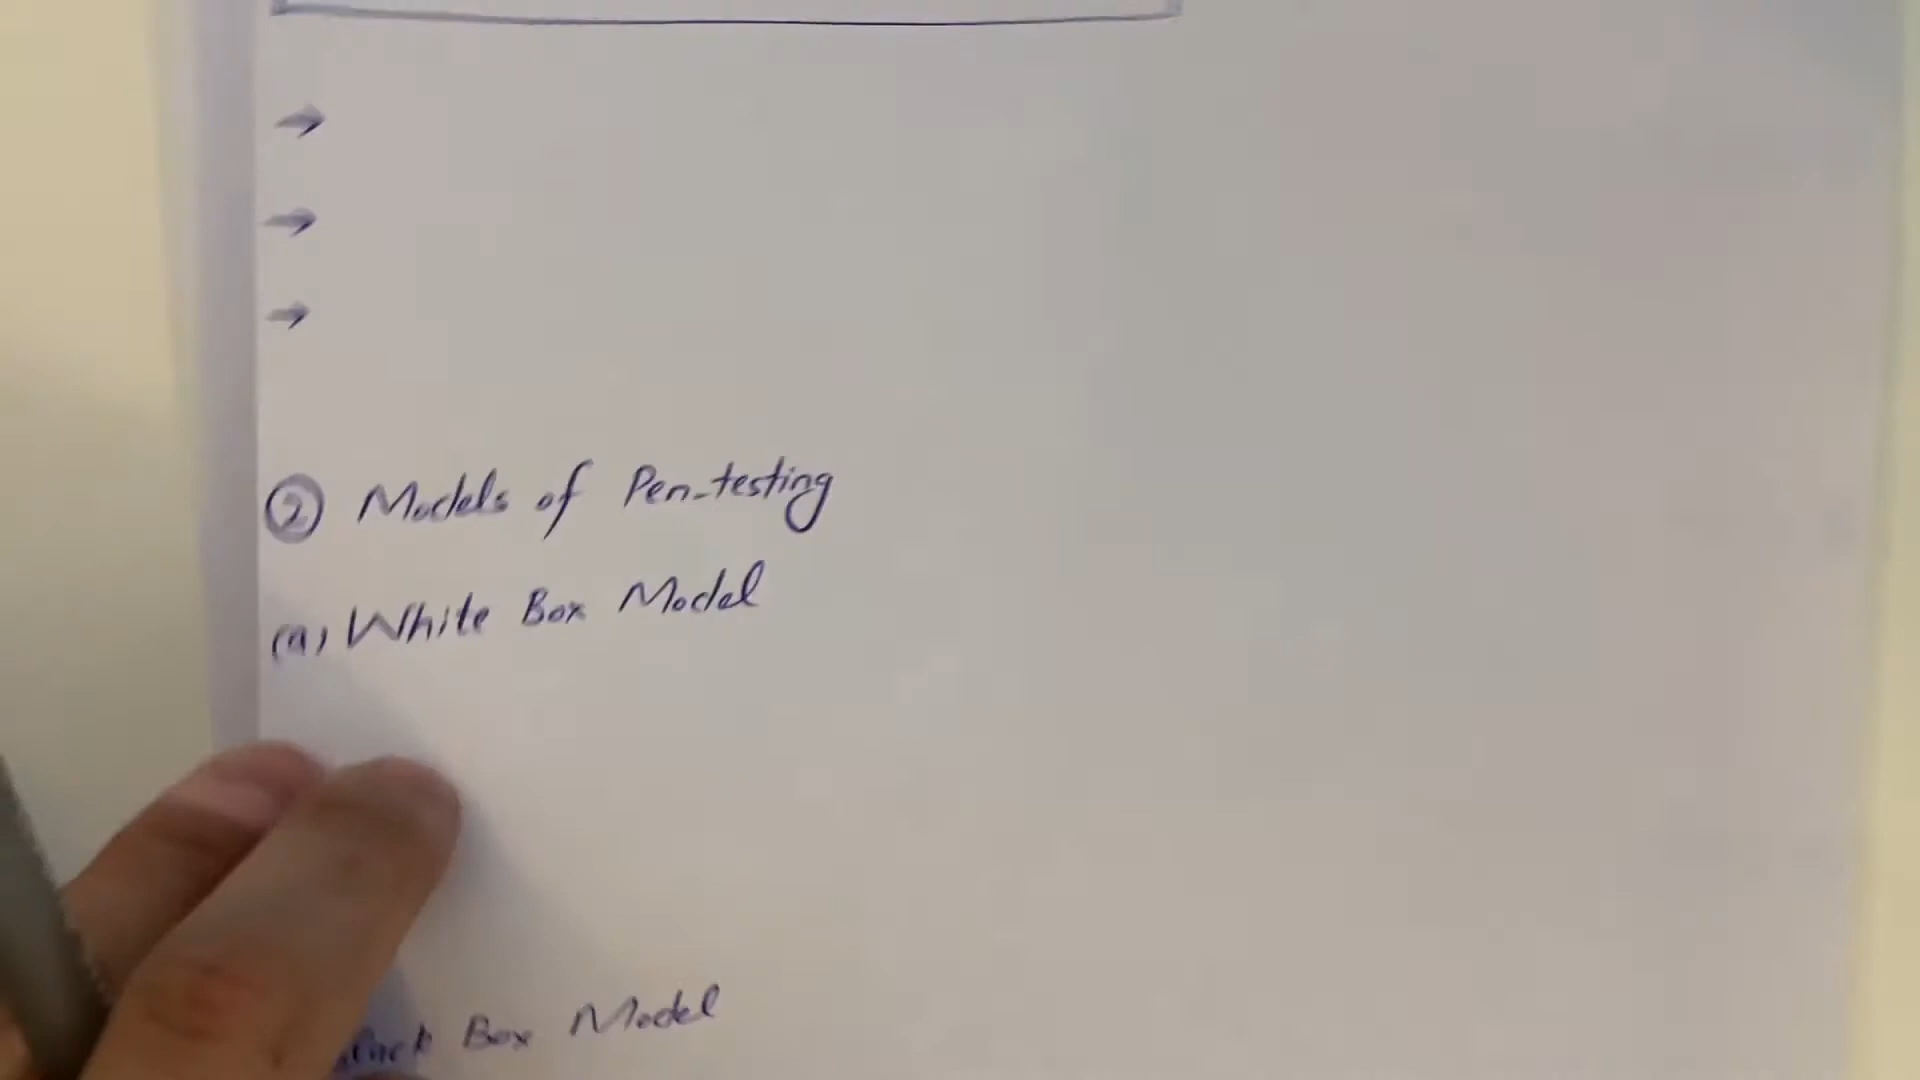 →
→
→
② Models of Pen-testing
(a) White Box Model
Box Model